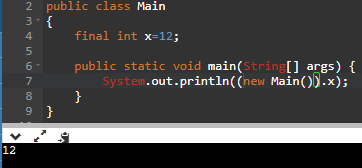 2 public class Main
3 {
4 final int x=12;
5
6 public static void main(String[] args) {
7 System.out.println((new Main()).x);
8 }
9 }
12